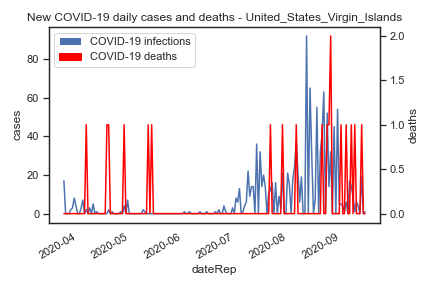 New COVID-19 daily cases and deaths - United_States_Virgin_Islands
COVID-19 infections
COVID-19 deaths
cases
80
60
40
20
0
deaths
2.0
1.5
1.0
0.5
0.0
2020-04
2020-05
2020-06
2020-07
2020-08
2020-09
dateRep